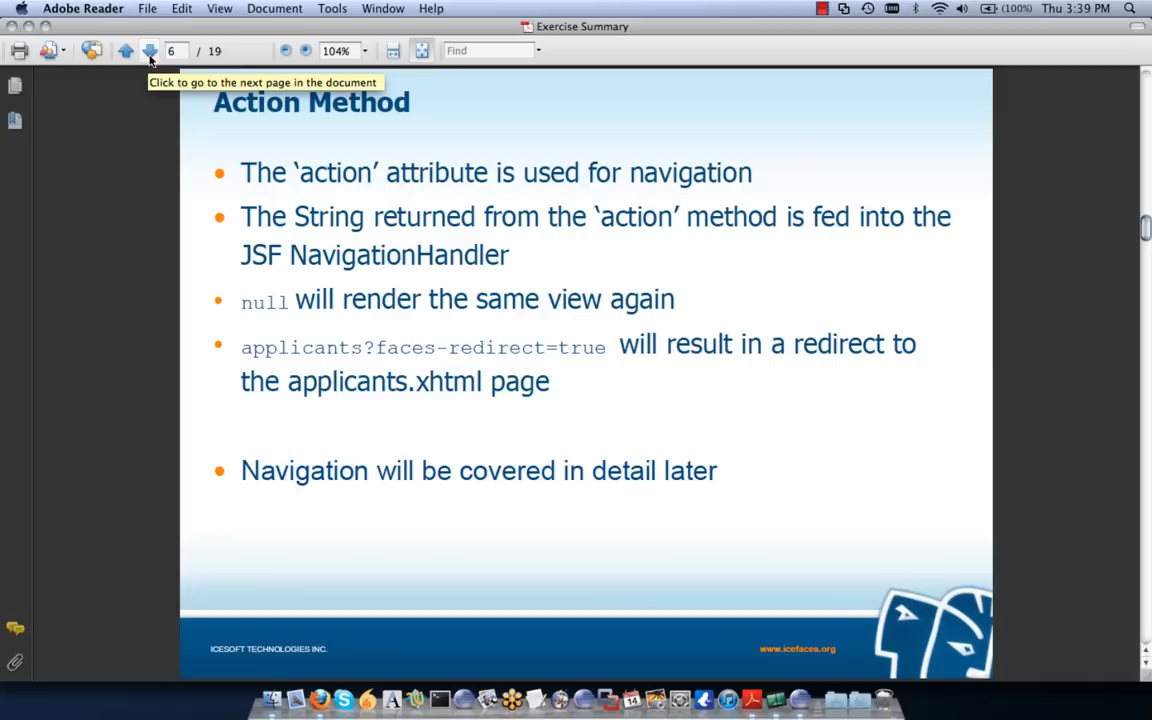 Adobe Reader File Edit View Document Tools Window Help (100%) Thu 3:39 PM
Exercise Summary
6 / 19 104% Find
Click to go to the next page in the document
Action Method
• The ‘action’ attribute is used for navigation
• The String returned from the ‘action’ method is fed into the
JSF NavigationHandler
• null will render the same view again
• applicants?faces-redirect=true will result in a redirect to
the applicants.xhtml page
• Navigation will be covered in detail later
ICESOFT TECHNOLOGIES INC. www.icefaces.org
14